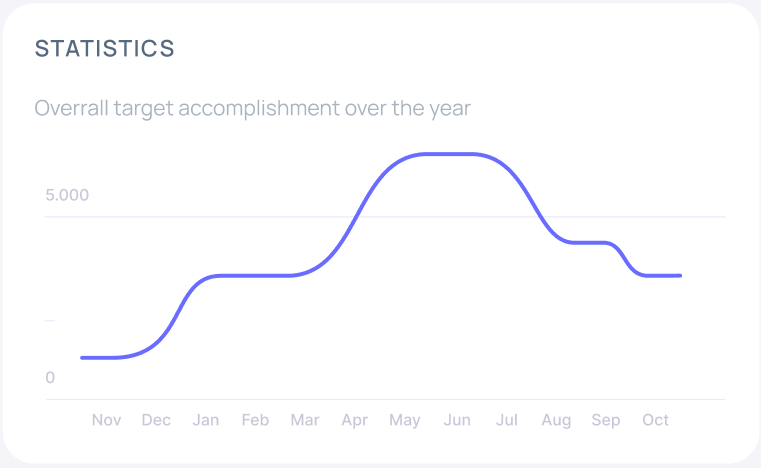 STATISTICS
Overrall target accomplishment over the year
5.000
0
Nov Dec Jan Feb Mar Apr May Jun Jul Aug Sep Oct